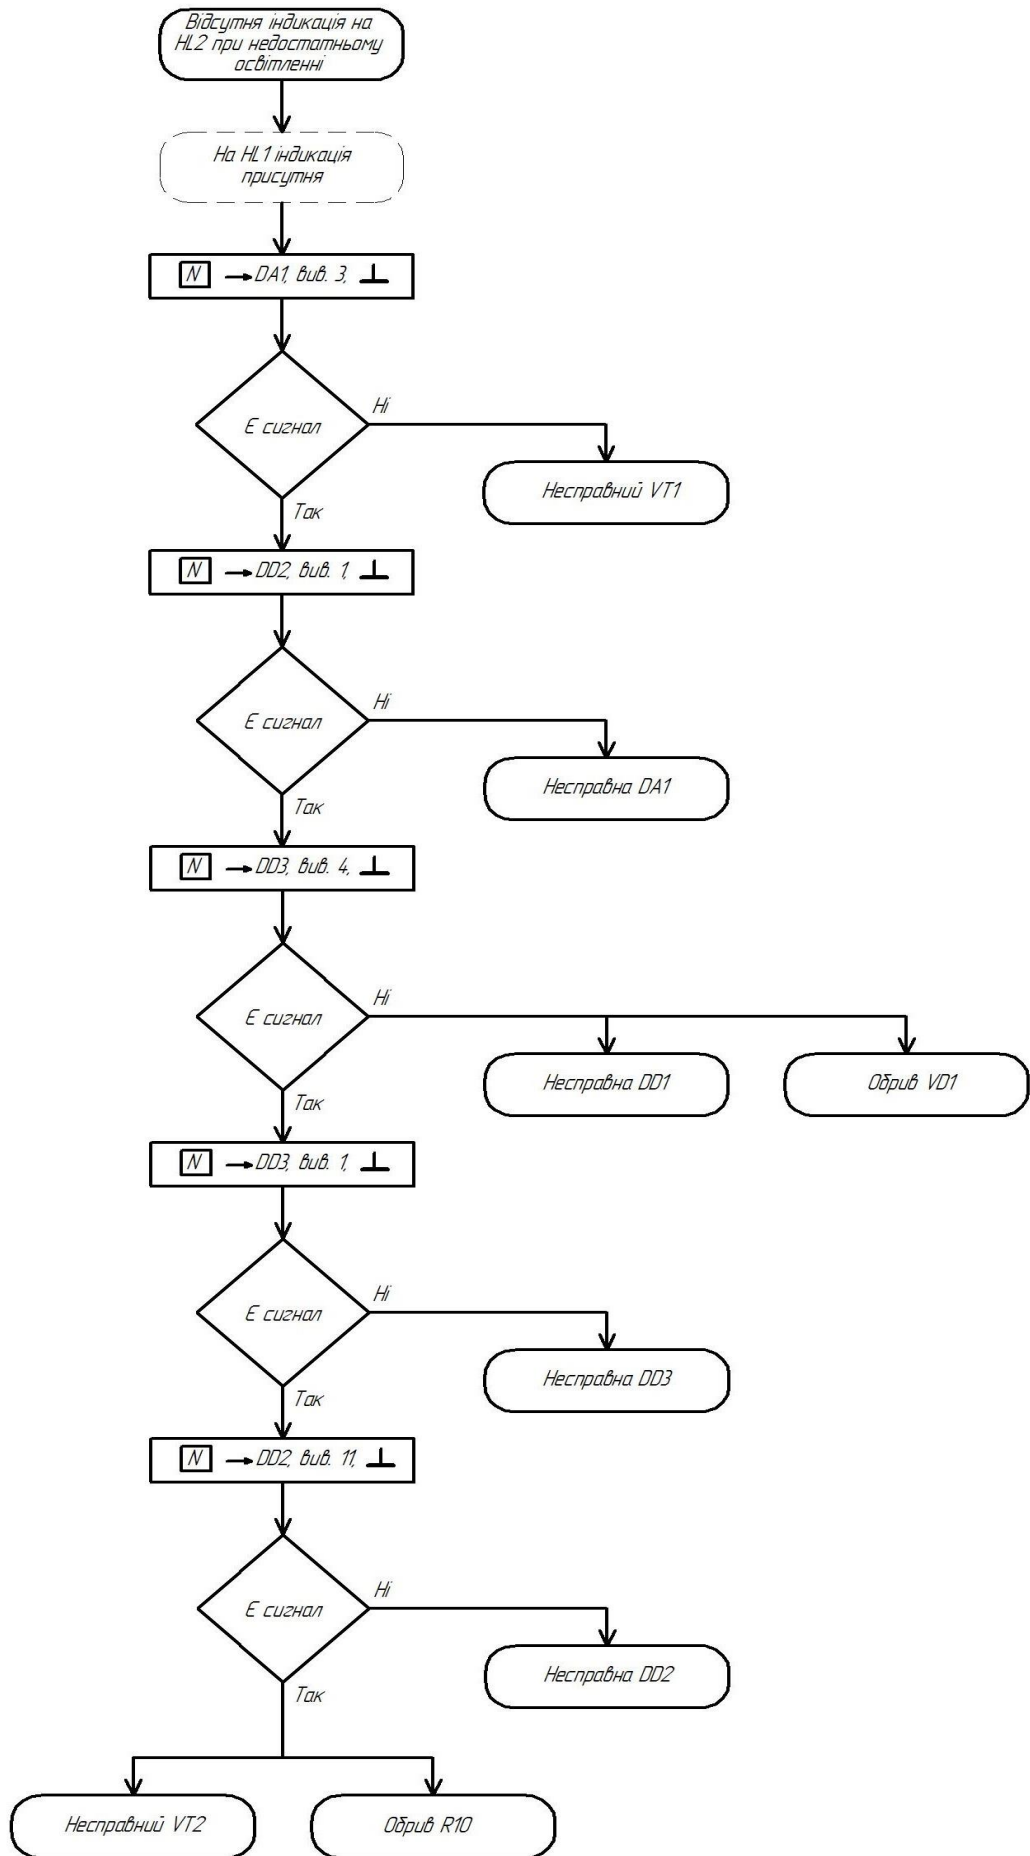 Відсутня індикація на
HL2 при недостатньому
освітленні
На HL1 індикація
присутня
N → DA1, вив. 3, ⊥
Е сигнал
Ні
Несправний VT1
Так
N → DD2, вив. 1, ⊥
Е сигнал
Ні
Несправна DA1
Так
N → DD3, вив. 4, ⊥
Е сигнал
Ні
Несправна DD1
Обрив VD1
Так
N → DD3, вив. 1, ⊥
Е сигнал
Ні
Несправна DD3
Так
N → DD2, вив. 11, ⊥
Е сигнал
Ні
Несправна DD2
Так
Несправний VT2
Обрив R10